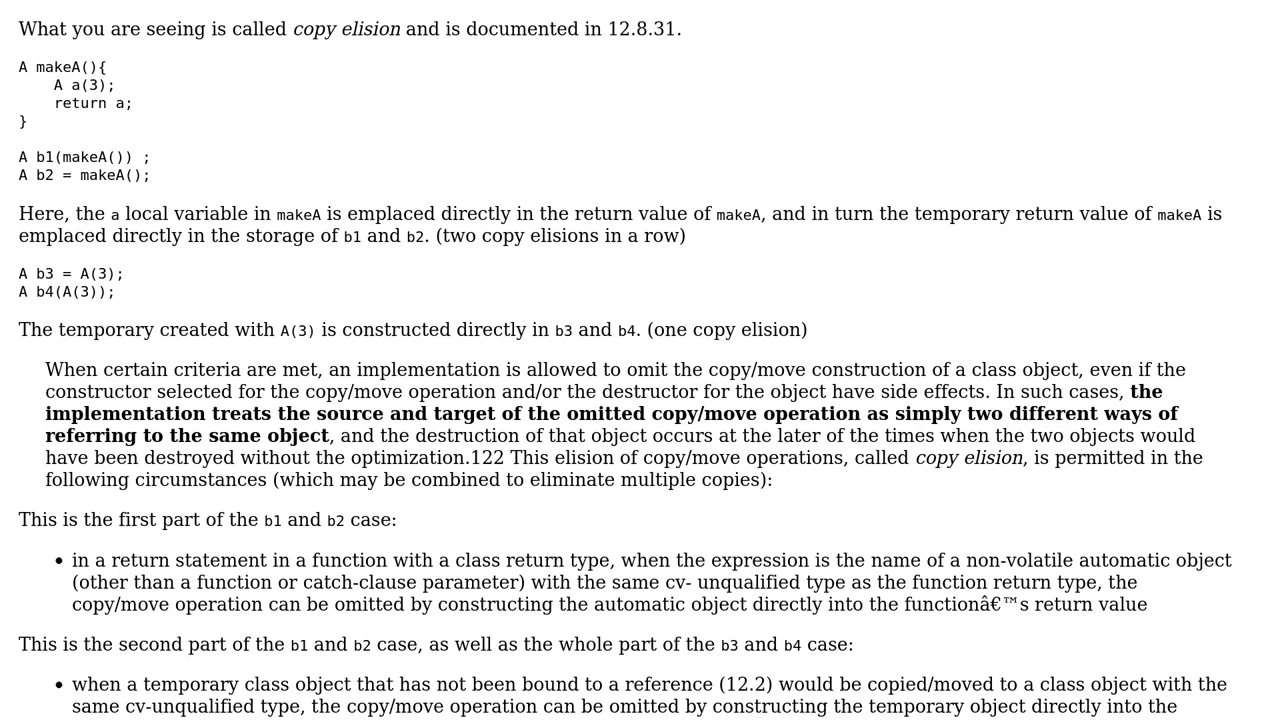 What you are seeing is called copy elision and is documented in 12.8.31.
A makeA(){
    A a(3);
    return a;
}
A b1(makeA()) ;
A b2 = makeA();
Here, the a local variable in makeA is emplaced directly in the return value of makeA, and in turn the temporary return value of makeA is
emplaced directly in the storage of b1 and b2. (two copy elisions in a row)
A b3 = A(3);
A b4(A(3));
The temporary created with A(3) is constructed directly in b3 and b4. (one copy elision)
When certain criteria are met, an implementation is allowed to omit the copy/move construction of a class object, even if the
constructor selected for the copy/move operation and/or the destructor for the object have side effects. In such cases, the
implementation treats the source and target of the omitted copy/move operation as simply two different ways of
referring to the same object, and the destruction of that object occurs at the later of the times when the two objects would
have been destroyed without the optimization.122 This elision of copy/move operations, called copy elision, is permitted in the
following circumstances (which may be combined to eliminate multiple copies):
This is the first part of the b1 and b2 case:
• in a return statement in a function with a class return type, when the expression is the name of a non-volatile automatic object
(other than a function or catch-clause parameter) with the same cv- unqualified type as the function return type, the
copy/move operation can be omitted by constructing the automatic object directly into the functionâ€™s return value
This is the second part of the b1 and b2 case, as well as the whole part of the b3 and b4 case:
• when a temporary class object that has not been bound to a reference (12.2) would be copied/moved to a class object with the
same cv-unqualified type, the copy/move operation can be omitted by constructing the temporary object directly into the